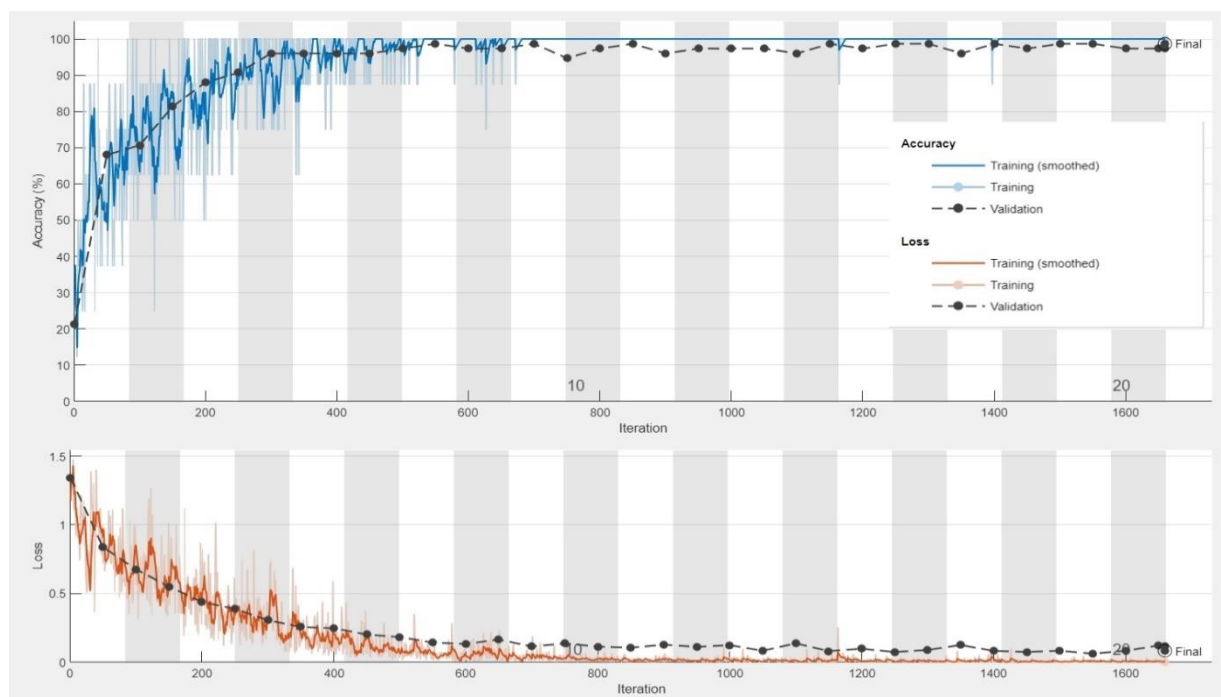 100
90
80
70
60
50
40
30
20
10
0
Accuracy (%)
Final
Accuracy
Training (smoothed)
Training
Validation
Loss
Training (smoothed)
Training
Validation
10
20
0 200 400 600 800 1000 1200 1400 1600
Iteration
1.5
1
0.5
0
Loss
10
20
Final
0 200 400 600 800 1000 1200 1400 1600
Iteration